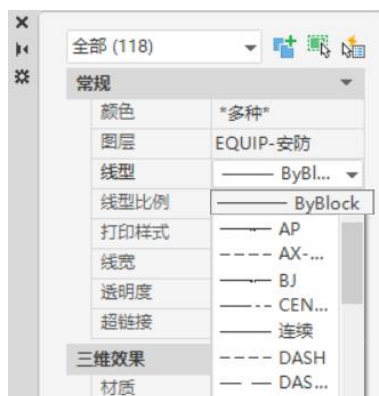 全部 (118)
常规
颜色 *多种*
图层 EQUIP-安防
线型 ByBl...
线型比例 ByBlock
打印样式 AP
AX-...
线宽 BJ
透明度 CEN...
超链接 连续
三维效果 DASH
材质 DAS...